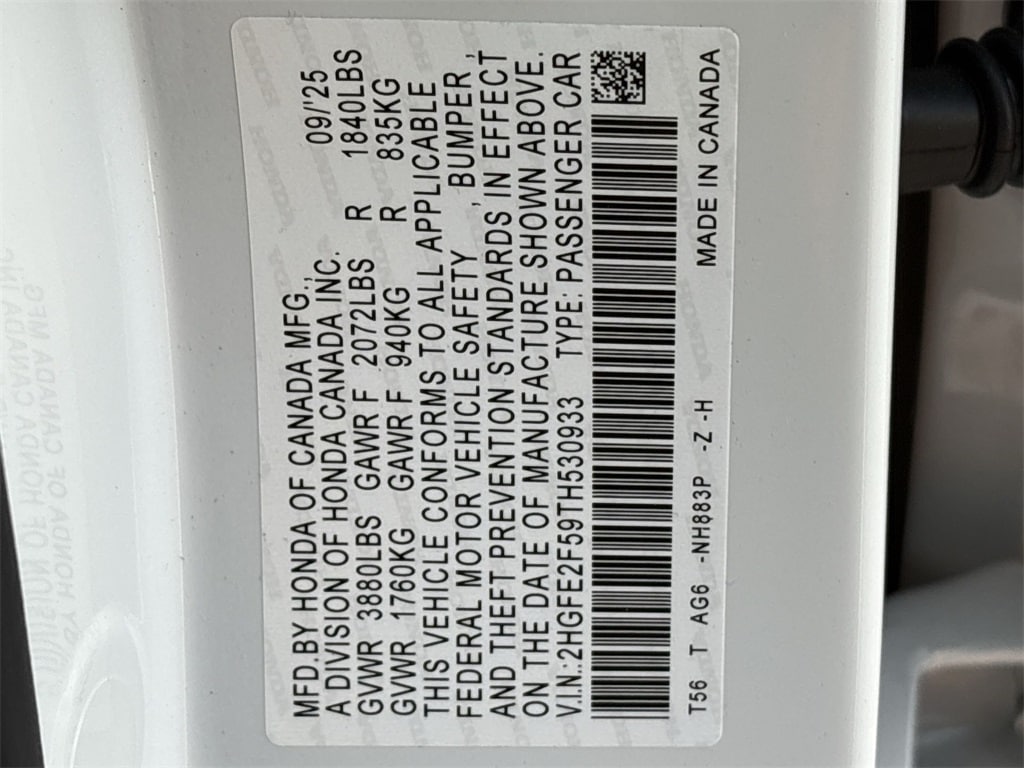 MFD.BY HONDA OF CANADA MFG., 09/'25
A DIVISION OF HONDA CANADA INC.
GVWR 3880LBS GAWR F 2072LBS R 1840LBS
GVWR 1760KG GAWR F 940KG R 835KG
THIS VEHICLE CONFORMS TO ALL APPLICABLE
FEDERAL MOTOR VEHICLE SAFETY , BUMPER ,
AND THEFT PREVENTION STANDARDS IN EFFECT
ON THE DATE OF MANUFACTURE SHOWN ABOVE.
V.I.N.:2HGFE2F59TH530933 TYPE: PASSENGER CAR
T56 T AG6 -NH883P -Z -H MADE IN CANADA